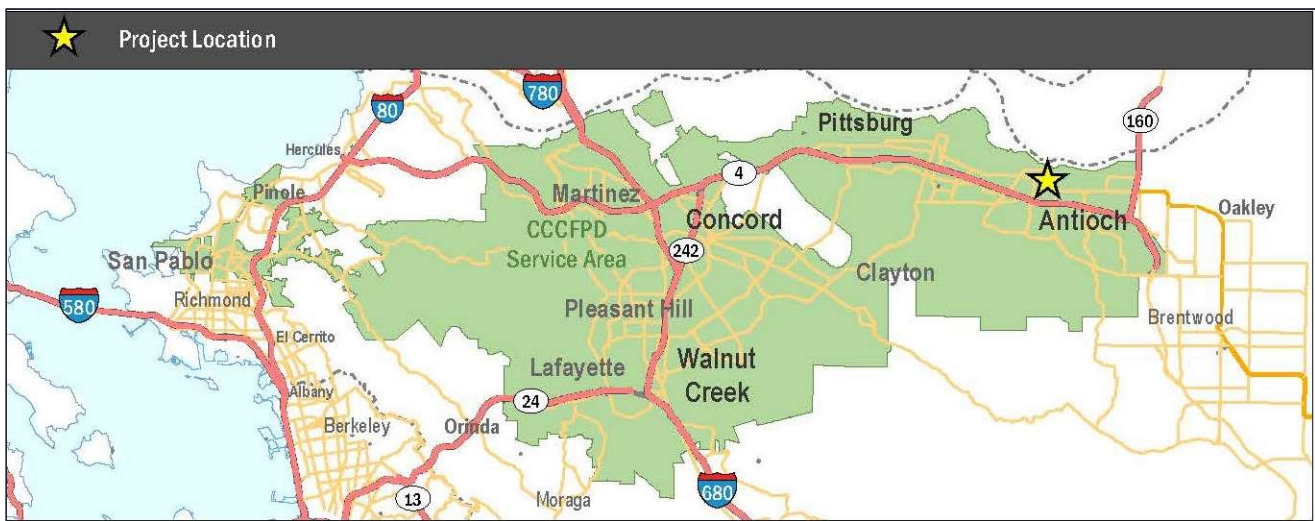 Project Location
780
80
160
Pittsburg
Hercules
4
Pinole
Martinez
Concord
Antioch
Oakley
CCCFPD
Service Area
242
San Pablo
Clayton
Richmond
580
Pleasant Hill
Brentwood
El Cerrito
Lafayette
Walnut
Creek
Albany
24
Berkeley
Orinda
13
Moraga
680